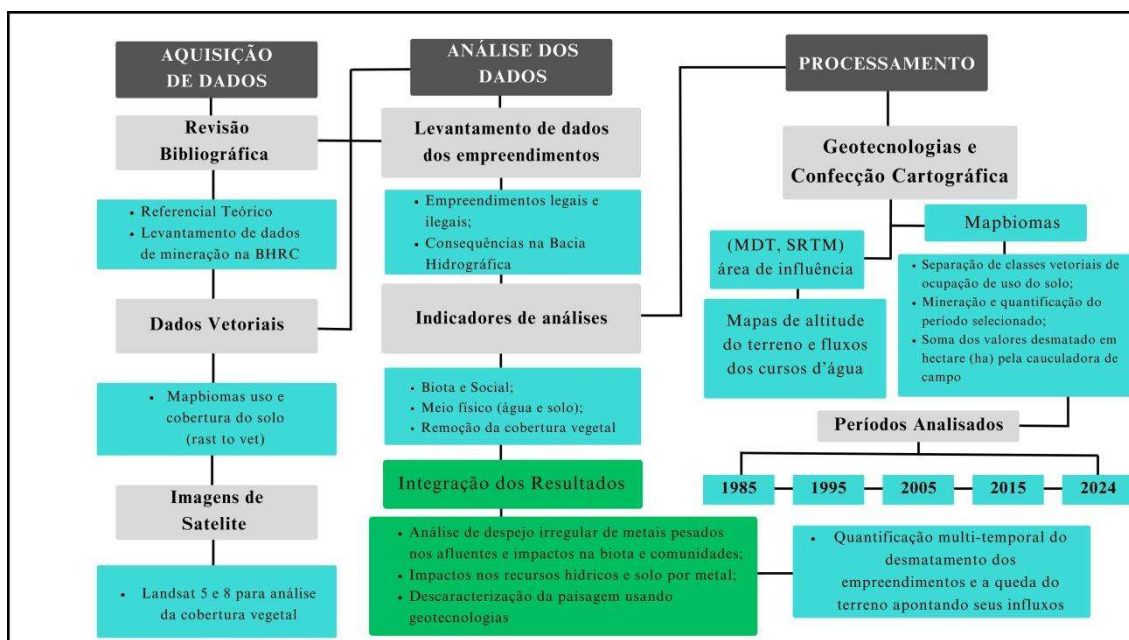 AQUISIÇÃO
DE DADOS
Revisão
Bibliográfica
• Referencial Teórico
• Levantamento de dados
de mineração na BHRC
Dados Vetoriais
• Mapbiomas uso e
cobertura do solo
(rast to vet)
Imagens de
Satelite
• Landsat 5 e 8 para análise
da cobertura vegetal
ANÁLISE DOS
DADOS
Levantamento de dados
dos empreendimentos
• Empreendimentos legais e
ilegais;
• Consequências na Bacia
Hidrográfica
Indicadores de análises
• Biota e Social;
• Meio físico (água e solo);
• Remoção da cobertura vegetal
Integração dos Resultados
• Análise de despejo irregular de metais pesados
nos afluentes e impactos na biota e comunidades;
• Impactos nos recursos hídricos e solo por metal;
• Descaracterização da paisagem usando
geotecnologias
PROCESSAMENTO
Geotecnologias e
Confecção Cartográfica
(MDT, SRTM)
área de influência
Mapas de altitude
do terreno e fluxos
dos cursos d'água
Mapbiomas
• Separação de classes vetoriais de
ocupação de uso do solo;
• Mineração e quantificação do
período selecionado;
• Soma dos valores desmatado em
hectare (ha) pela cauculadora de
campo
Períodos Analisados
1985 1995 2005 2015 2024
• Quantificação multi-temporal do
desmatamento dos
empreendimentos e a queda do
terreno apontando seus influxos